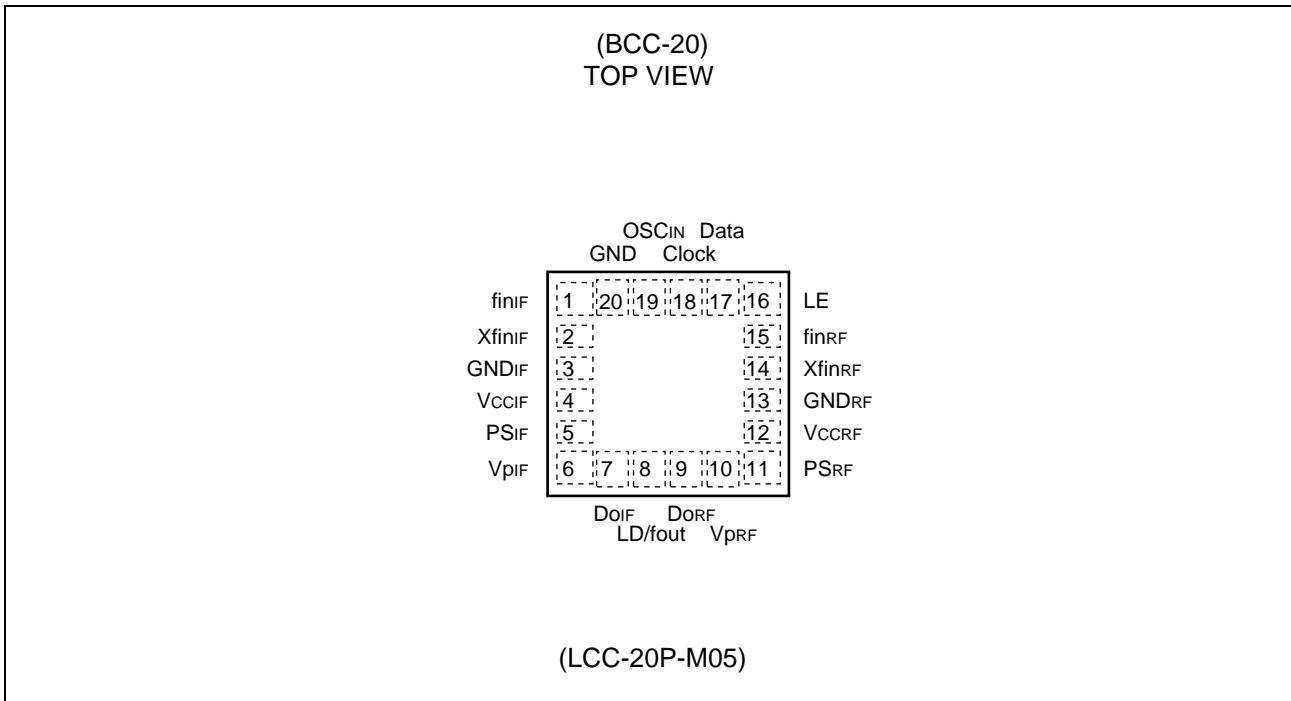 (BCC-20)
TOP VIEW
OSCIN Data
GND Clock
finIF 1 20 19 18 17 16 LE
XfinIF 2 15 finRF
GNDIF 3 14 XfinRF
VCCIF 4 13 GNDRF
PSIF 5 12 VCCRF
VpIF 6 7 8 9 10 11 PSRF
DoIF DoRF
LD/fout VpRF
(LCC-20P-M05)